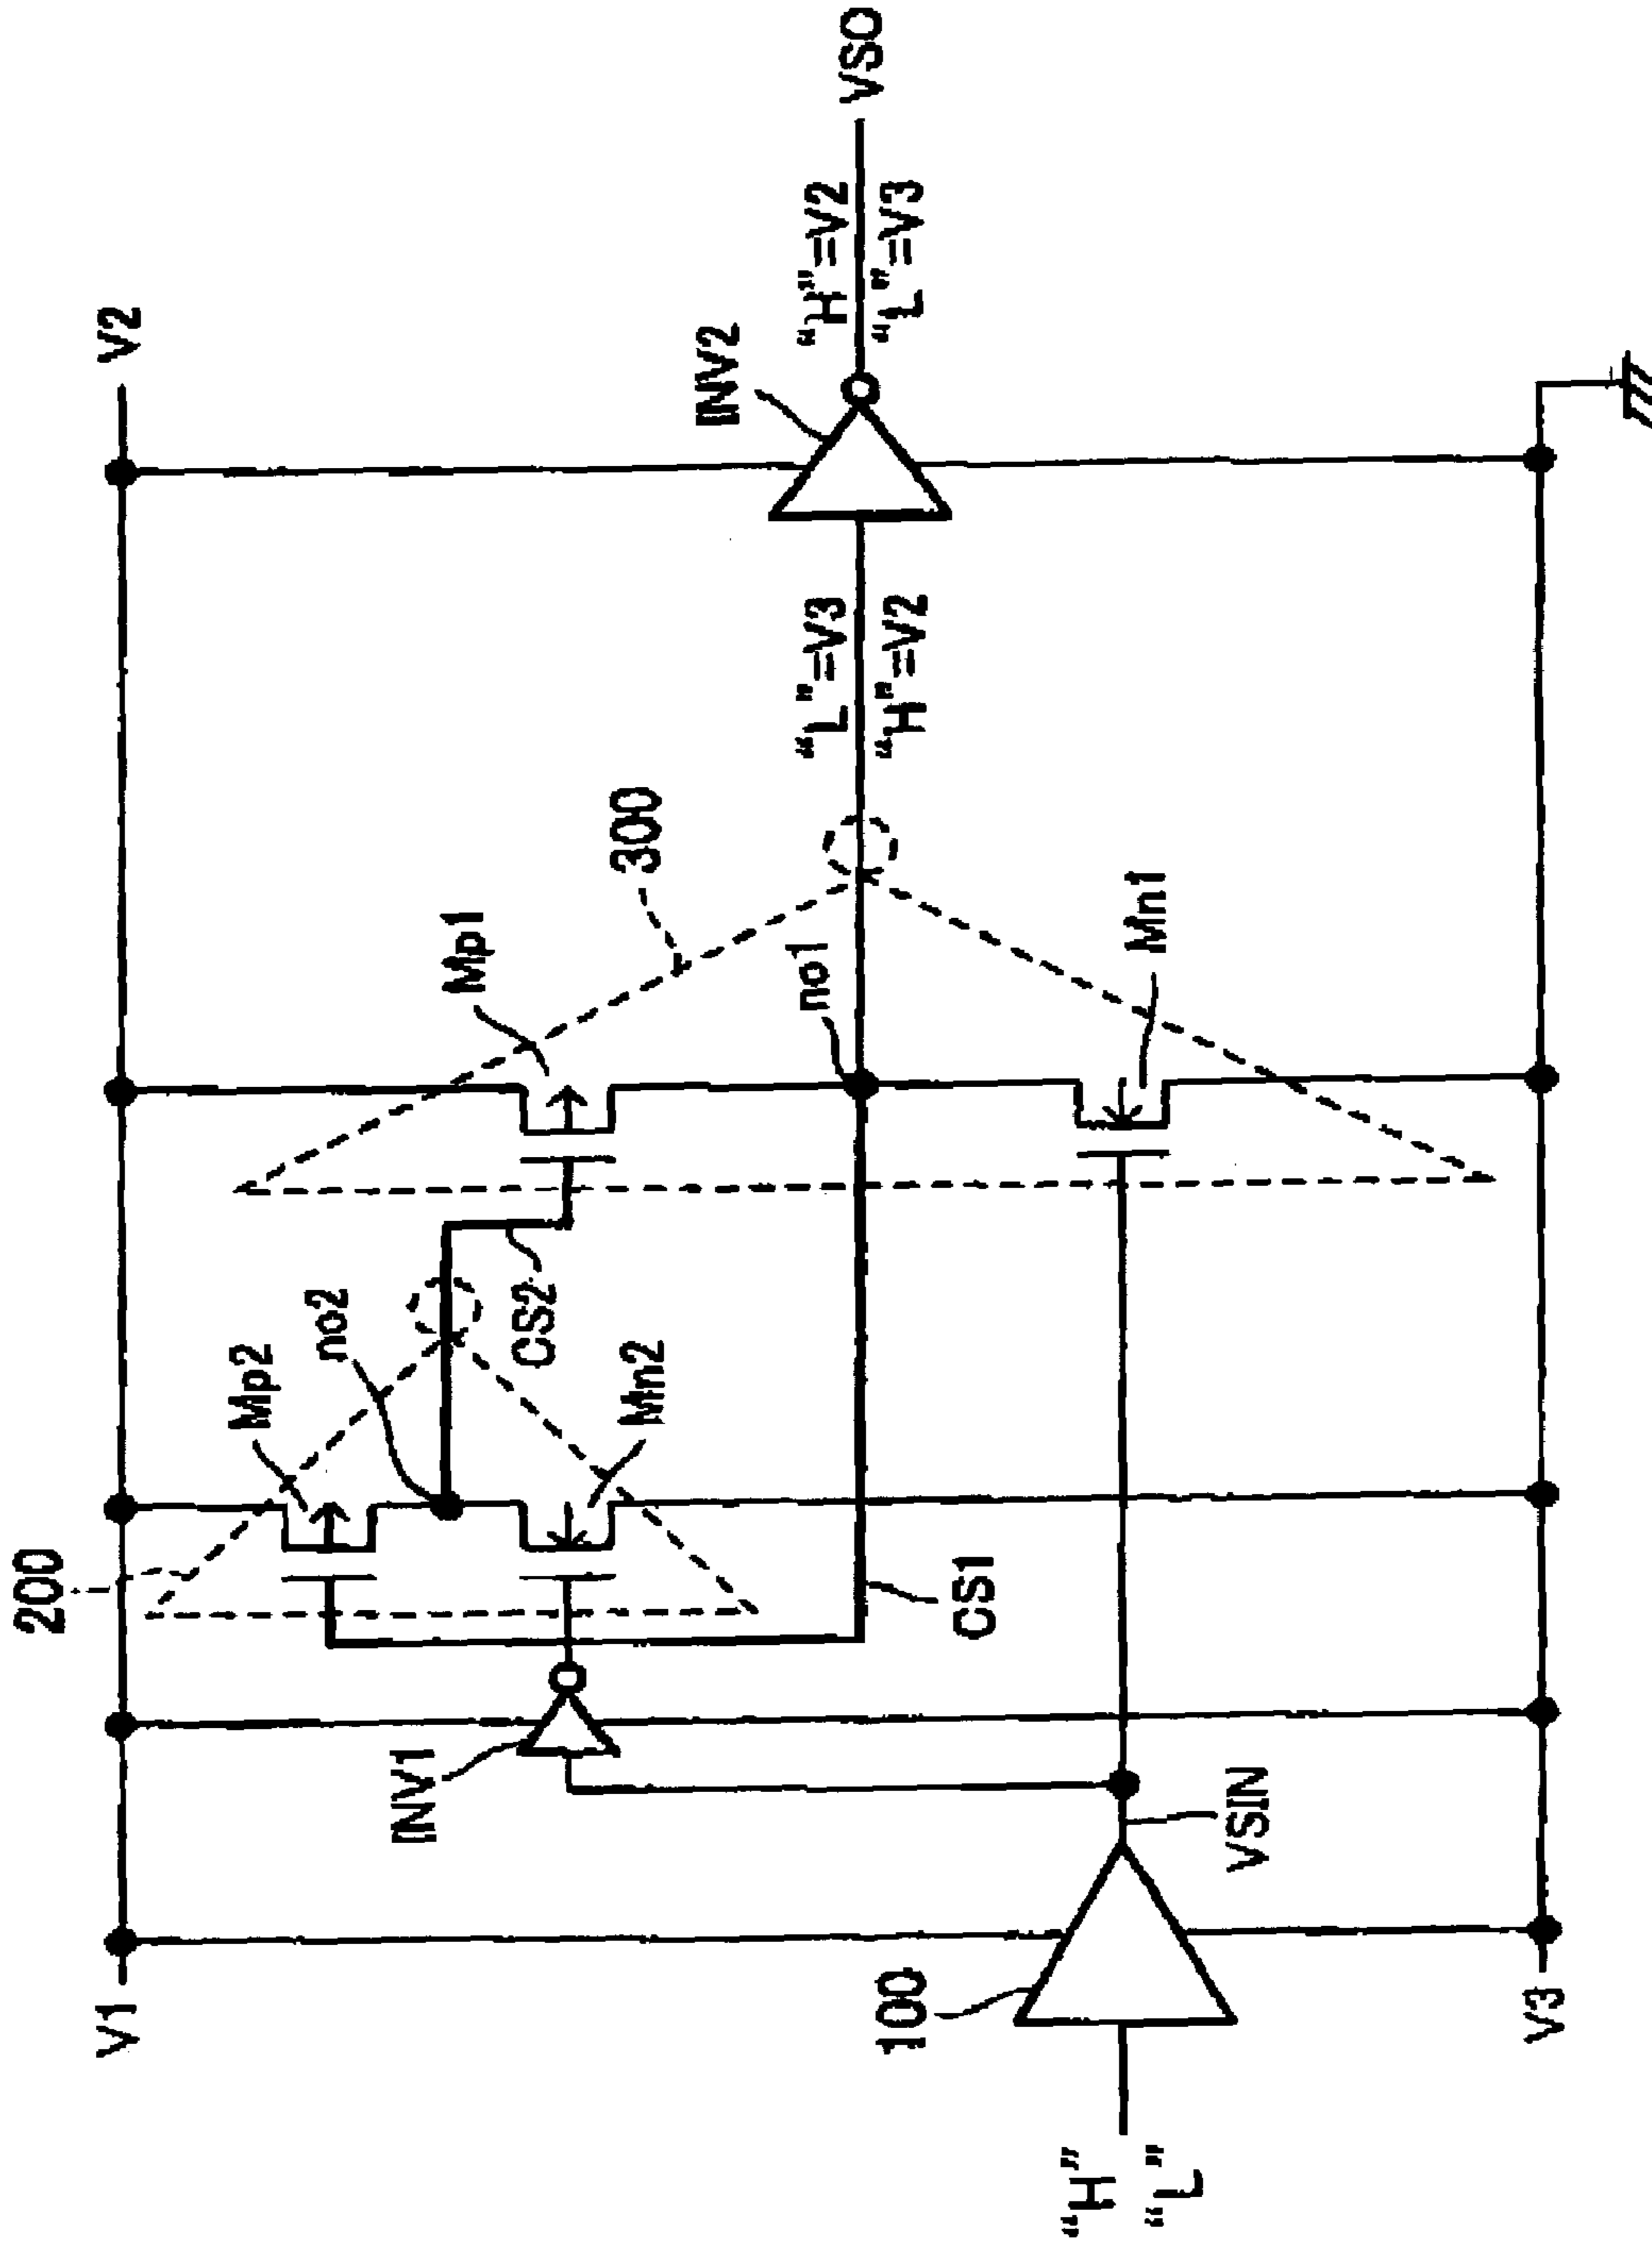 V1
V2
200
Mp2
no2
Mp1
300
INV1
CS2
Mn2
INV2
"L"=V3
"H"=V2
"H"=V2
"L"=V3
VSO
no1
100
CS1
Mn1
VSIN
"H"
"L"
V3